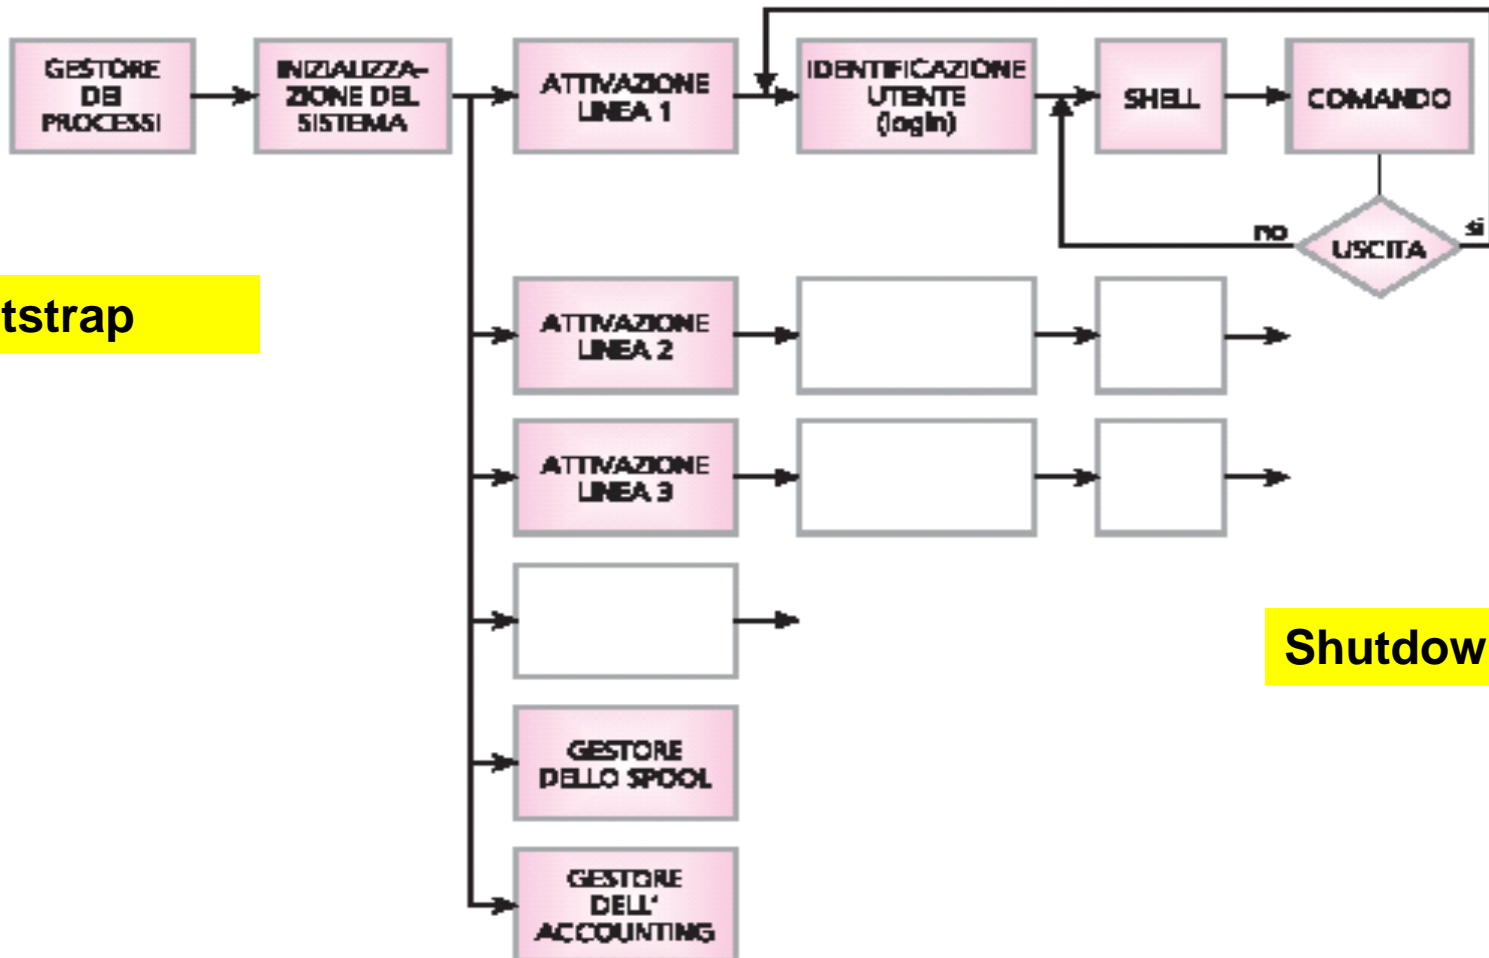 GESTORE
DEI
PROCESSI
INIZIALIZZA-
ZIONE DEL
SISTEMA
ATTIVAZIONE
LINEA 1
IDENTIFICAZIONE
UTENTE
(login)
SHELL
COMANDO
no
USCITA
si
tstrap
ATTIVAZIONE
LINEA 2
ATTIVAZIONE
LINEA 3
Shutdow
GESTORE
DELLO SPOOL
GESTORE
DELL'
ACCOUNTING